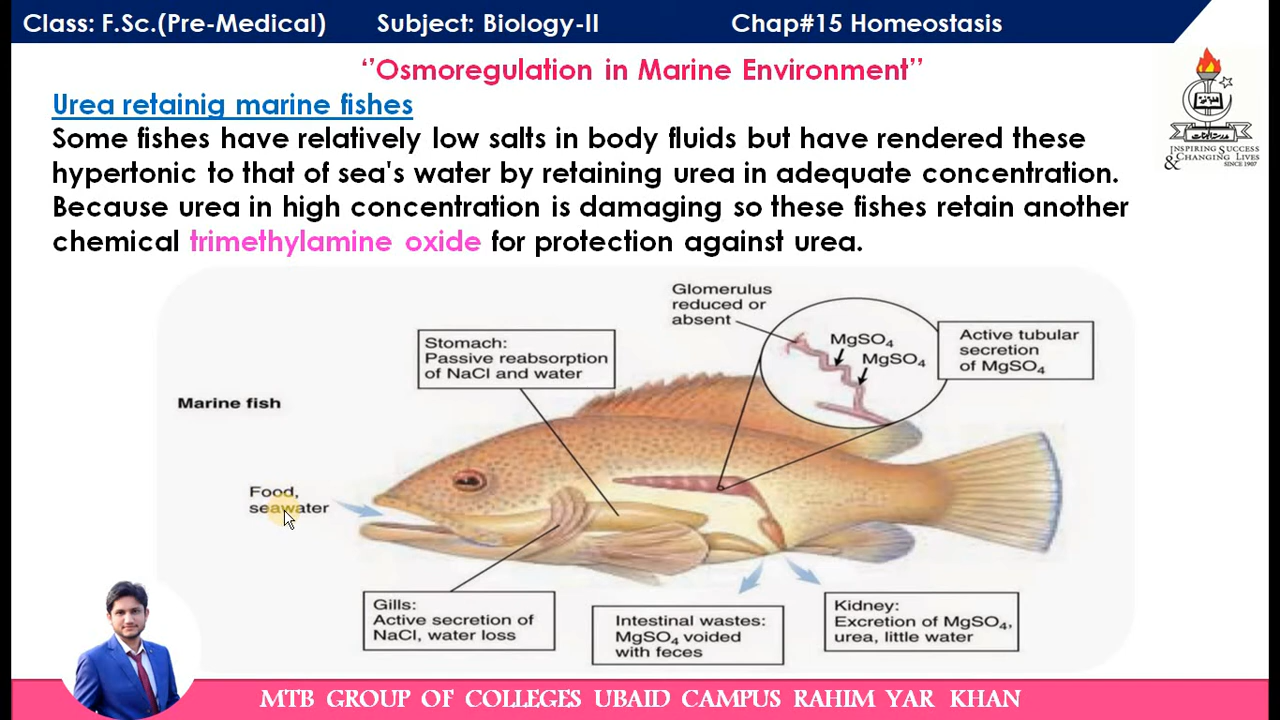 Class: F.Sc.(Pre-Medical) Subject: Biology-II Chap#15 Homeostasis
‘’Osmoregulation in Marine Environment’’
Urea retainig marine fishes
Some fishes have relatively low salts in body fluids but have rendered these
hypertonic to that of sea's water by retaining urea in adequate concentration.
Because urea in high concentration is damaging so these fishes retain another
chemical trimethylamine oxide for protection against urea.
INSPIRING SUCCESS
& CHANGING LIVES
SINCE 1907
Glomerulus
reduced or
absent
MgSO₄
MgSO₄
Active tubular
secretion
of MgSO₄
Stomach:
Passive reabsorption
of NaCl and water
Marine fish
Food,
seawater
Gills:
Active secretion of
NaCl, water loss
Intestinal wastes:
MgSO₄ voided
with feces
Kidney:
Excretion of MgSO₄,
urea, little water
MTB GROUP OF COLLEGES UBAID CAMPUS RAHIM YAR KHAN